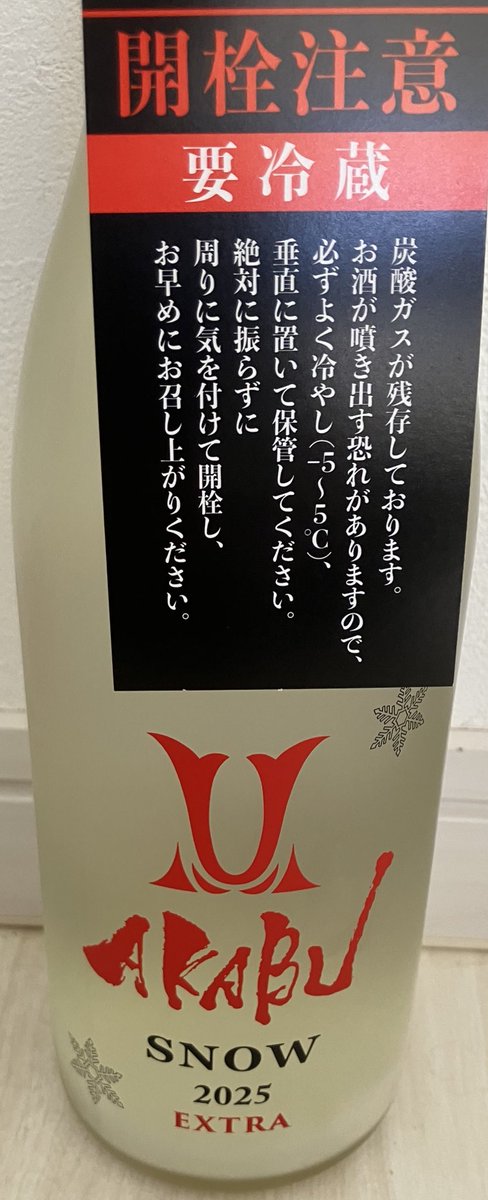 開栓注意
要冷蔵
炭酸ガスが残存しております。
お酒が噴き出す恐れがありますので、
必ずよく冷やし(-5~5℃)、
垂直に置いて保管してください。
絶対に振らずに
周りに気を付けて開栓し、
お早めにお召し上がりください。
AKABU
SNOW
2025
EXTRA